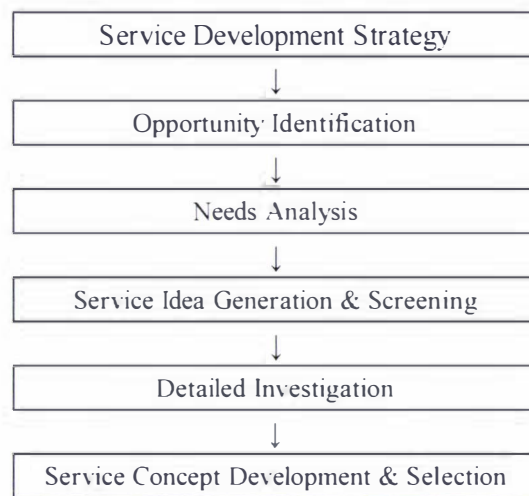 Service Development Strategy
Opportunity Identification
Needs Analysis
Service Idea Generation & Screening
Detailed Investigation
Service Concept Development & Selection